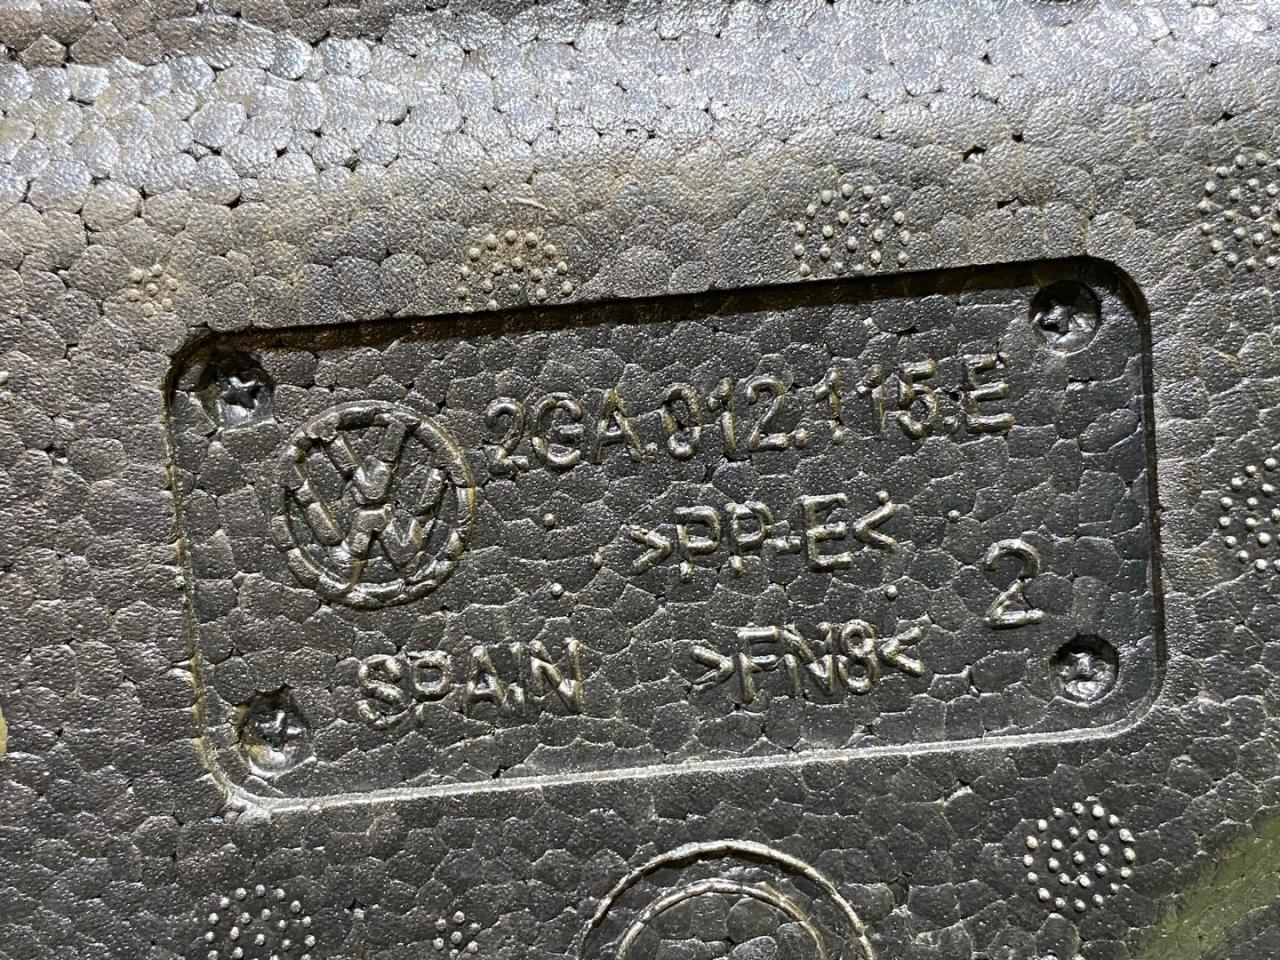 2GA.012.115.E
>PP-E<
2
SPAIN >FN8<